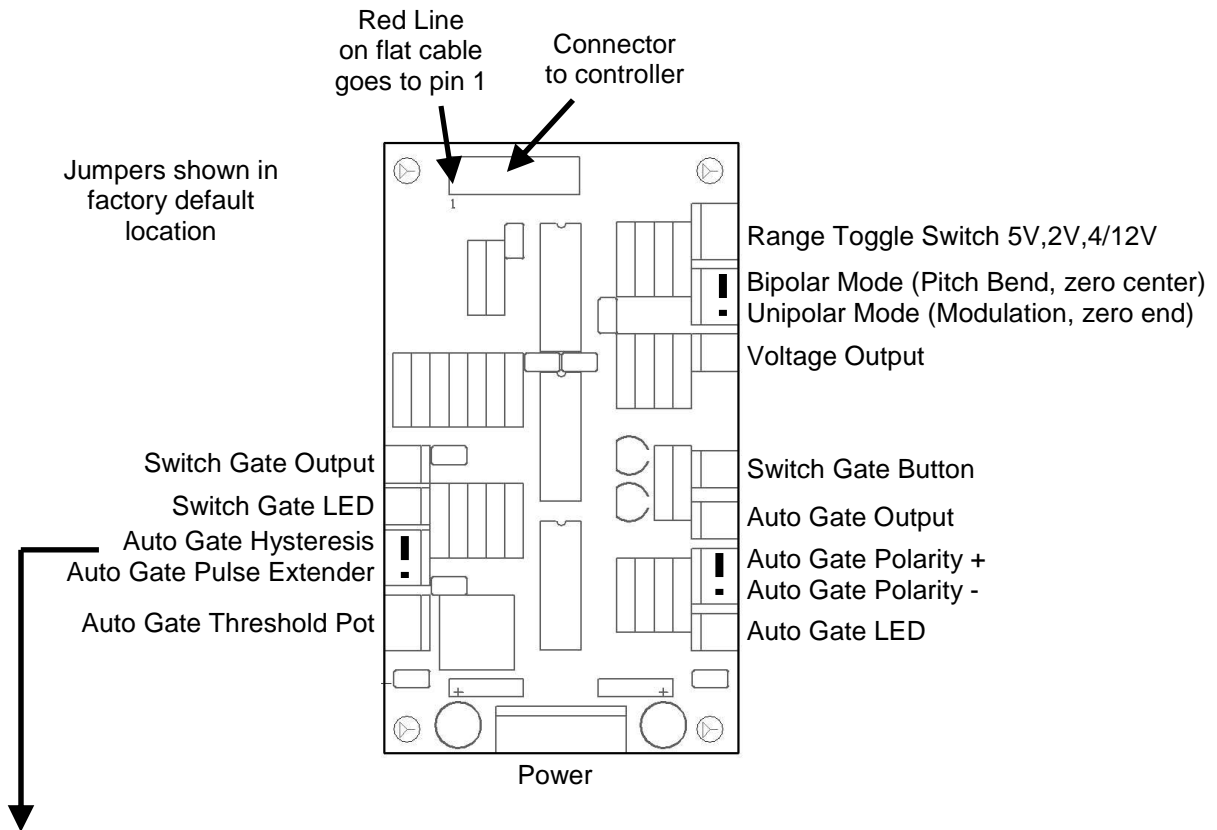 Red Line
on flat cable
goes to pin 1
Connector
to controller
Jumpers shown in
factory default
location
1
Range Toggle Switch 5V,2V,4/12V
Bipolar Mode (Pitch Bend, zero center)
Unipolar Mode (Modulation, zero end)
Voltage Output
Switch Gate Output
Switch Gate LED
Auto Gate Hysteresis
Auto Gate Pulse Extender
Auto Gate Threshold Pot
Switch Gate Button
Auto Gate Output
Auto Gate Polarity +
Auto Gate Polarity -
Auto Gate LED
+ +
Power